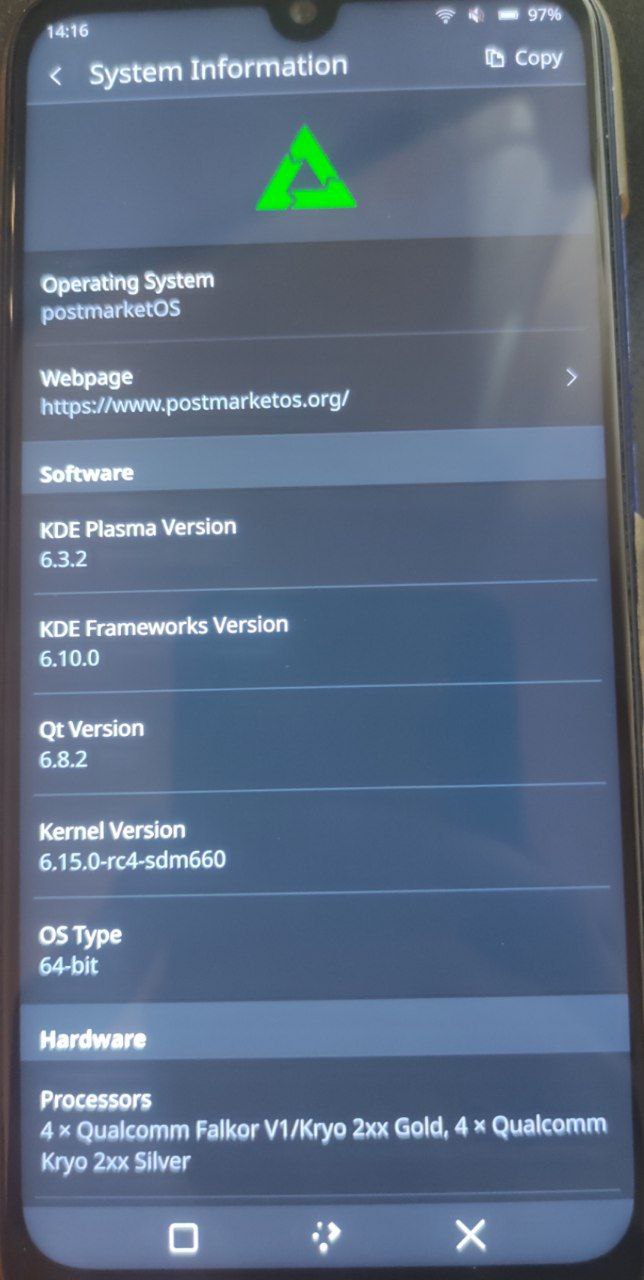 14:16
97%
System Information
Copy
Operating System
postmarketOS
Webpage
https://www.postmarketos.org/
Software
KDE Plasma Version
6.3.2
KDE Frameworks Version
6.10.0
Qt Version
6.8.2
Kernel Version
6.15.0-rc4-sdm660
OS Type
64-bit
Hardware
Processors
4 × Qualcomm Falkor V1/Kryo 2xx Gold, 4 × Qualcomm
Kryo 2xx Silver